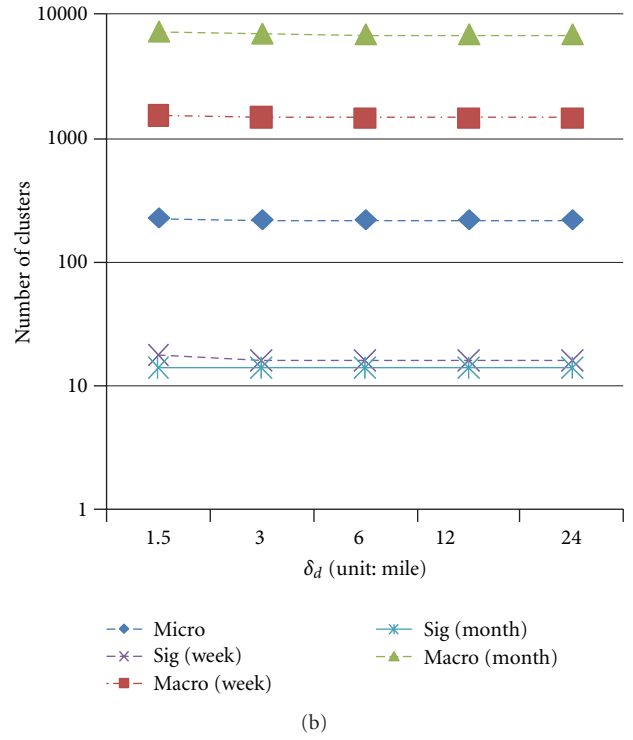 10000
1000
100
10
1
Number of clusters
1.5 3 6 12 24
δd (unit: mile)
Micro Sig (month)
Sig (week) Macro (month)
Macro (week)
(b)